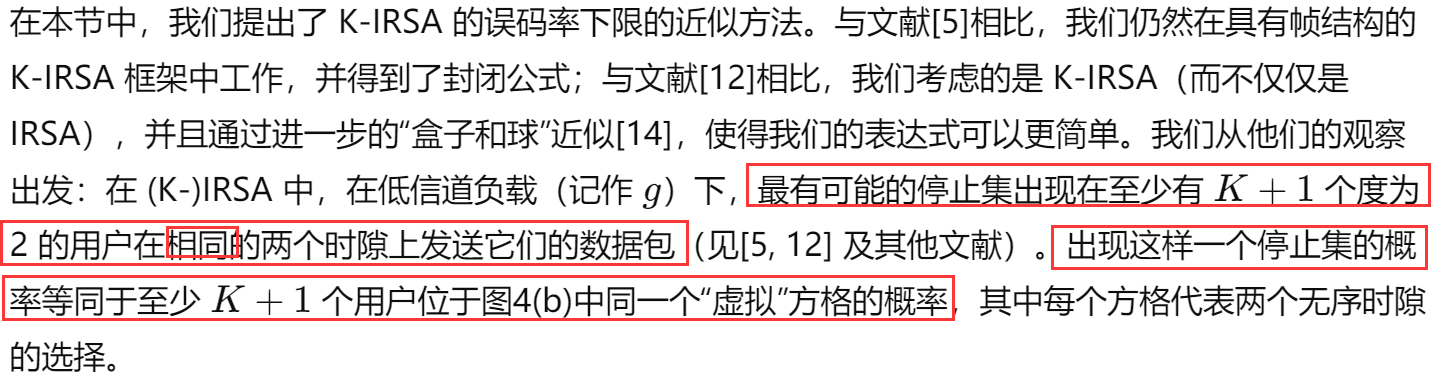 在本节中，我们提出了 K-IRSA 的误码率下限的近似方法。与文献[5]相比，我们仍然在具有帧结构的
K-IRSA 框架中工作，并得到了封闭公式；与文献[12]相比，我们考虑的是 K-IRSA（而不仅仅是
IRSA），并且通过进一步的“盒子和球”近似[14]，使得我们的表达式可以更简单。我们从他们的观察
出发：在 (K-)IRSA 中，在低信道负载（记作 g）下，最有可能的停止集出现在至少有 K + 1 个度为
2 的用户在相同的两个时隙上发送它们的数据包（见[5, 12] 及其他文献）。出现这样一个停止集的概
率等同于至少 K + 1 个用户位于图4(b)中同一个“虚拟”方格的概率，其中每个方格代表两个无序时隙
的选择。